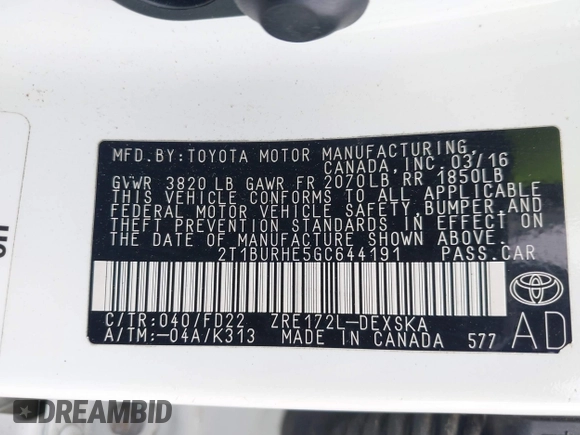 MFD.BY:TOYOTA MOTOR MANUFACTURING,
CANADA, INC. 03/16
GVWR 3820 LB GAWR FR 2070LB, RR 1850LB
THIS VEHICLE CONFORMS TO ALL APPLICABLE
FEDERAL MOTOR VEHICLE SAFETY,BUMPER,AND
THEFT PREVENTION STANDARDS IN EFFECT ON
THE DATE OF MANUFACTURE SHOWN ABOVE.
2T1BURHE5GC644191 PASS.CAR
C/TR:040/FD22 ZRE172L-DEXSKA
A/TM:-04A/K313 MADE IN CANADA 577
AD
DREAMBID